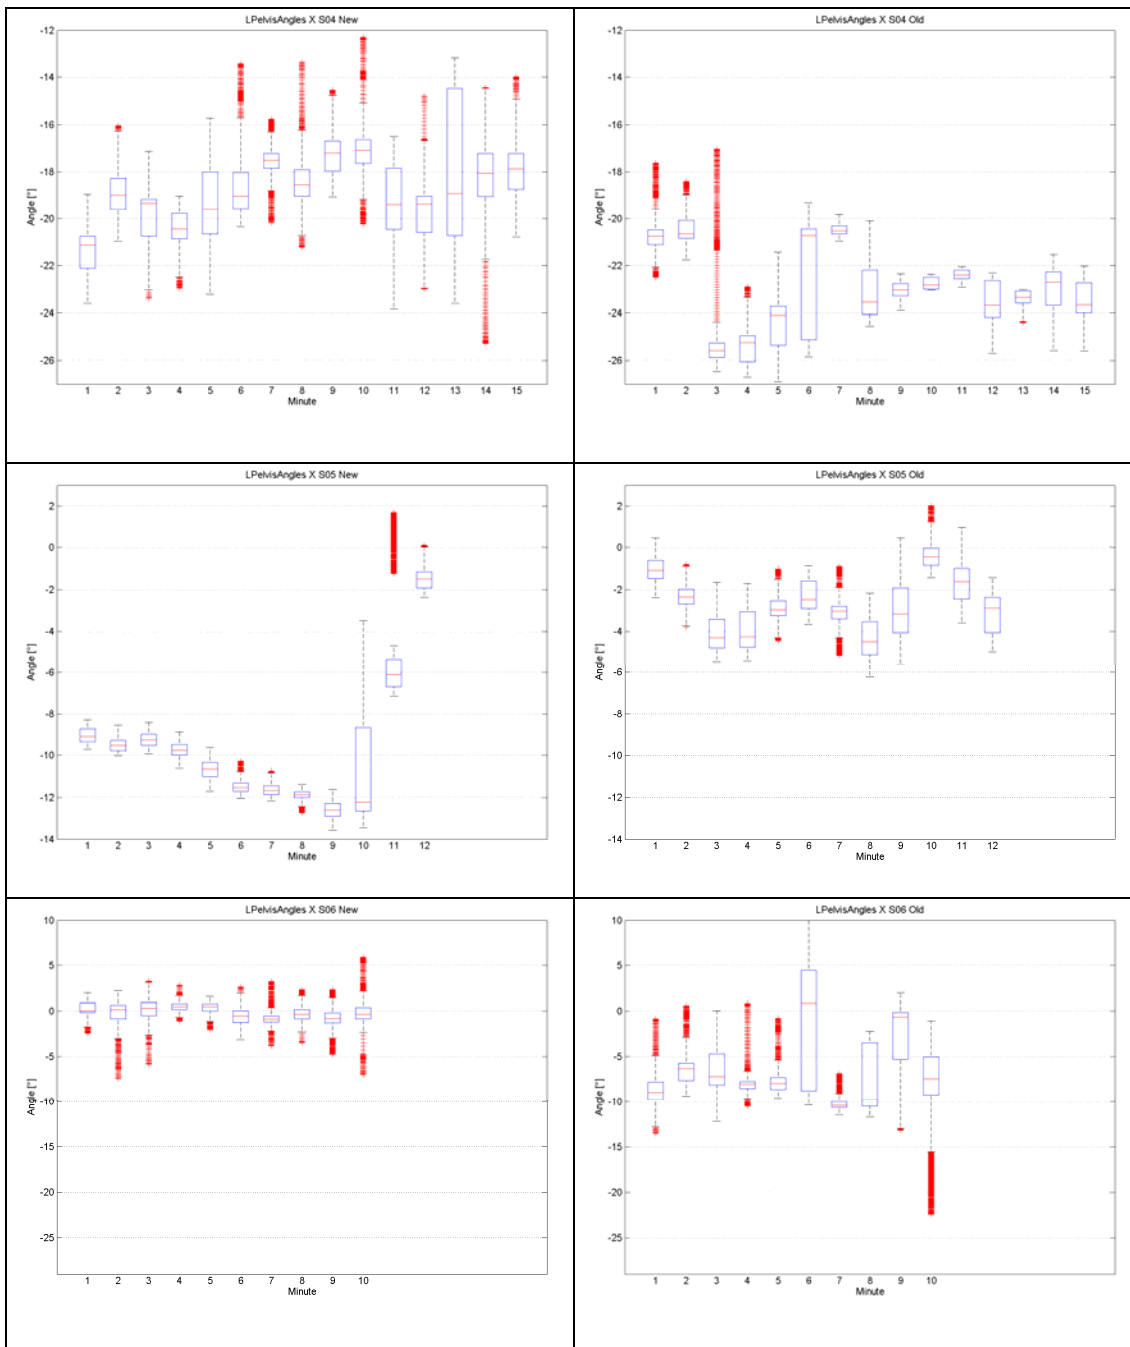 LPelvisAngles X S04 New
-12
-14
-16
-18
-20
-22
-24
-26
Angle [°]
1 2 3 4 5 6 7 8 9 10 11 12 13 14 15
Minute
LPelvisAngles X S04 Old
-12
-14
-16
-18
-20
-22
-24
-26
Angle [°]
1 2 3 4 5 6 7 8 9 10 11 12 13 14 15
Minute
LPelvisAngles X S05 New
2
0
-2
-4
-6
-8
-10
-12
-14
Angle [°]
1 2 3 4 5 6 7 8 9 10 11 12
Minute
LPelvisAngles X S05 Old
2
0
-2
-4
-6
-8
-10
-12
-14
Angle [°]
1 2 3 4 5 6 7 8 9 10 11 12
Minute
LPelvisAngles X S06 New
10
5
0
-5
-10
-15
-20
-25
Angle [°]
1 2 3 4 5 6 7 8 9 10
Minute
LPelvisAngles X S06 Old
10
5
0
-5
-10
-15
-20
-25
Angle [°]
1 2 3 4 5 6 7 8 9 10
Minute